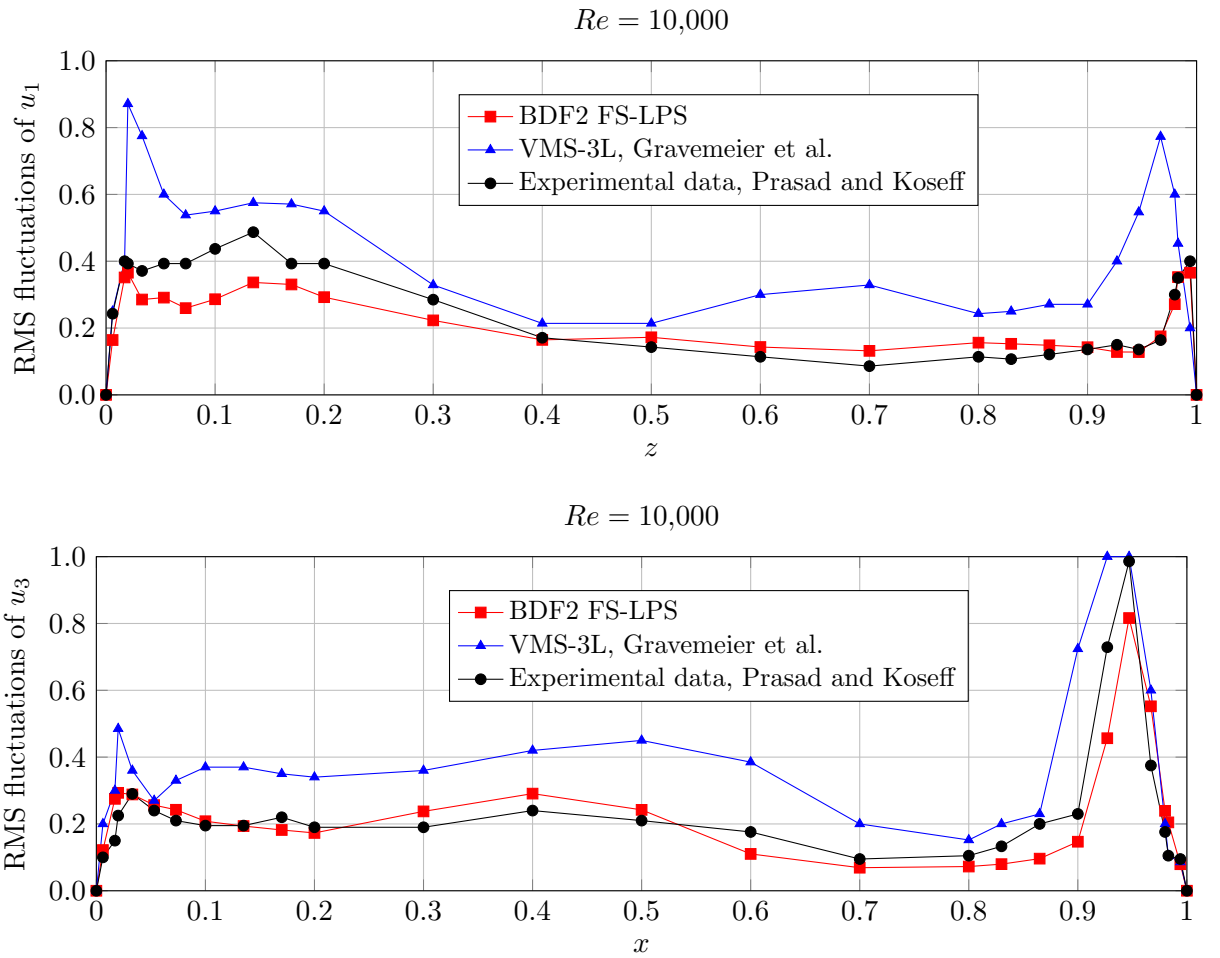 Re = 10,000
RMS fluctuations of u1
1.0
0.8
0.6
0.4
0.2
0.0
BDF2 FS-LPS
VMS-3L, Gravemeier et al.
Experimental data, Prasad and Koseff
0 0.1 0.2 0.3 0.4 0.5 0.6 0.7 0.8 0.9 1
z
Re = 10,000
RMS fluctuations of u3
1.0
0.8
0.6
0.4
0.2
0.0
BDF2 FS-LPS
VMS-3L, Gravemeier et al.
Experimental data, Prasad and Koseff
0 0.1 0.2 0.3 0.4 0.5 0.6 0.7 0.8 0.9 1
x